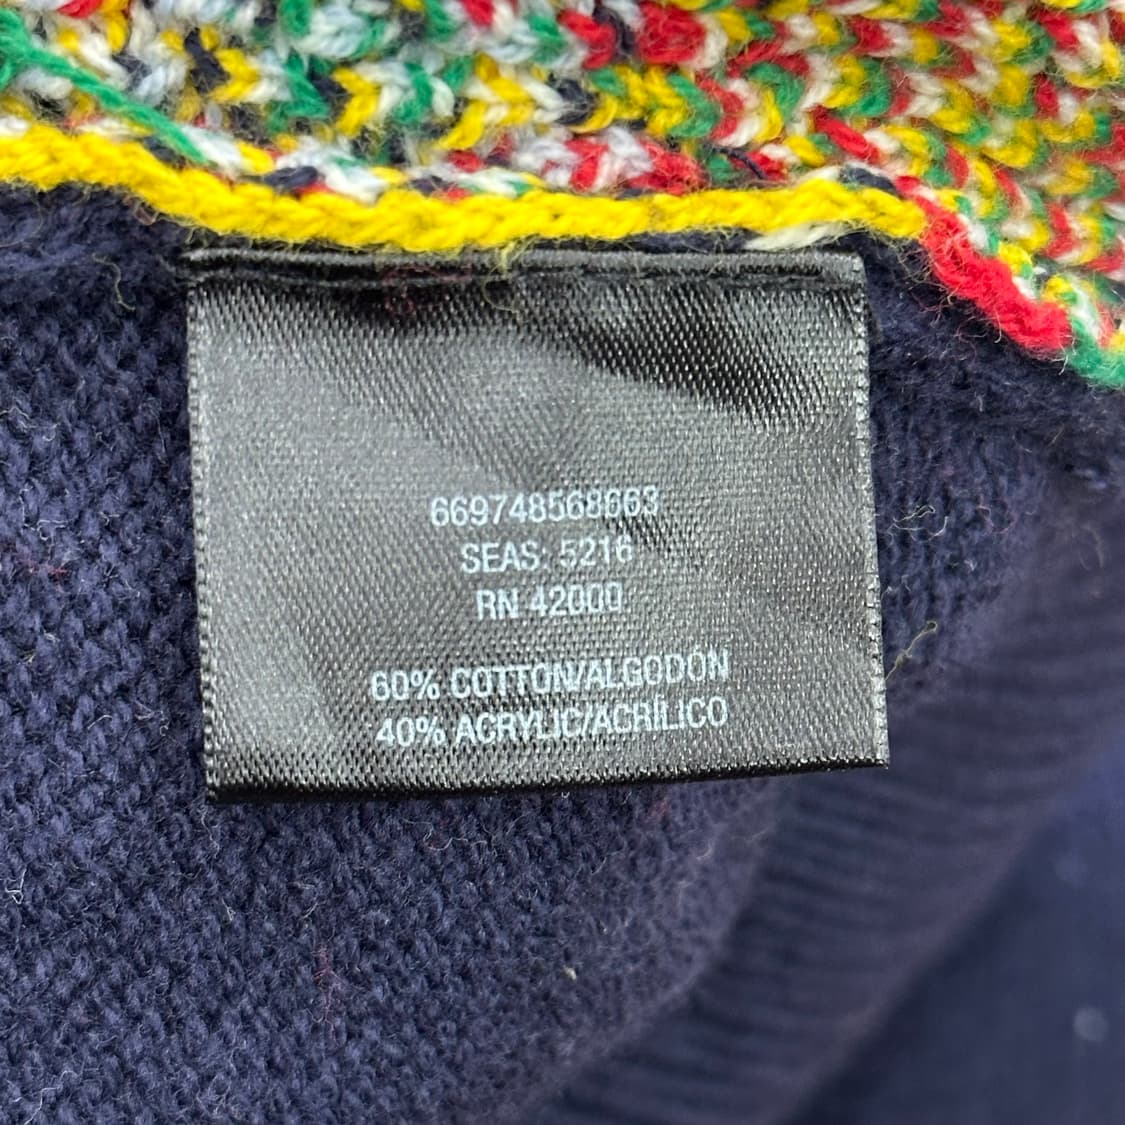 669748568663
SEAS: 5216
RN 42000
60% COTTON/ALGODÓN
40% ACRYLIC/ACRÍLICO